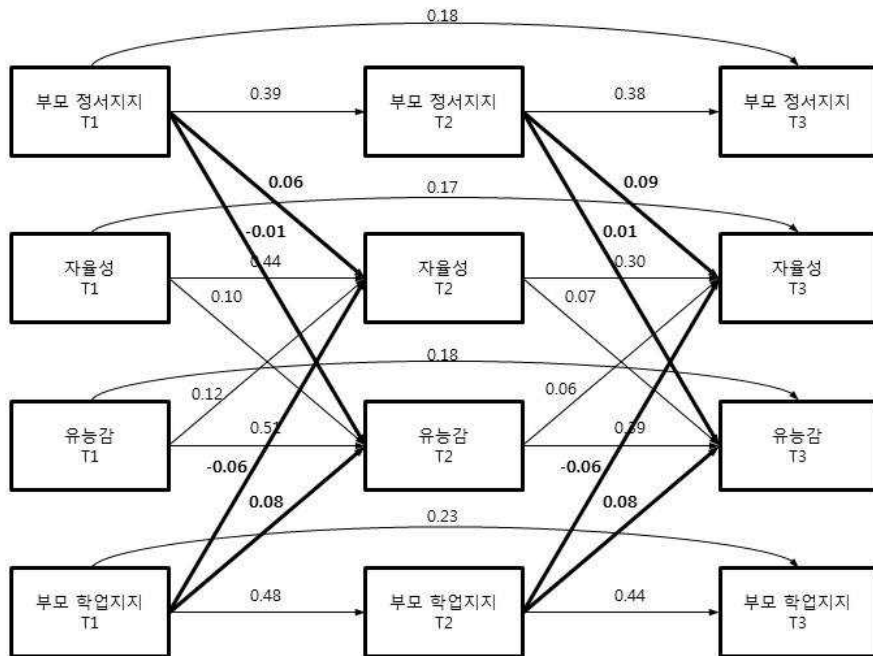 0.18
부모 정서지지
T1
0.39
부모 정서지지
T2
0.38
부모 정서지지
T3
0.06
0.17
0.09
-0.01
0.01
자율성
T1
0.44
자율성
T2
0.30
자율성
T3
0.10
0.07
0.18
0.12
0.06
유능감
T1
0.51
유능감
T2
0.39
유능감
T3
-0.06
-0.06
0.08
0.08
0.23
부모 학업지지
T1
0.48
부모 학업지지
T2
0.44
부모 학업지지
T3